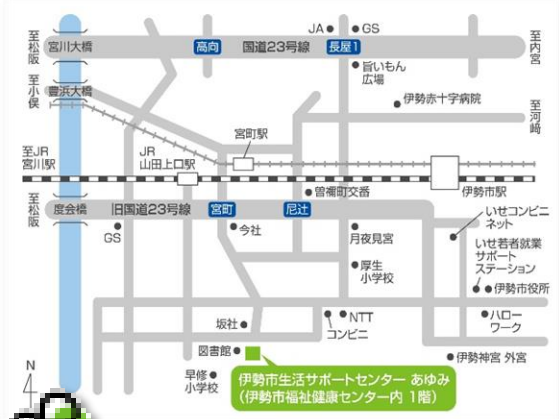 JA
GS
至松阪
宮川大橋
高向
国道23号線
長屋1
至内宮
旨いもん
広場
至小俣
豊浜大橋
伊勢赤十字病院
至河崎
宮町駅
至JR
宮川駅
JR
山田上口駅
曽禰町交番
伊勢市駅
至松阪
度会橋
旧国道23号線
宮町
尼辻
いせコンビニ
ネット
GS
今社
月夜見宮
いせ若者就業
サポート
ステーション
厚生
小学校
伊勢市役所
坂社
NTT
コンビニ
ハロー
ワーク
図書館
伊勢神宮 外宮
N
早修
小学校
伊勢市生活サポートセンター あゆみ
(伊勢市福祉健康センター内 1階)